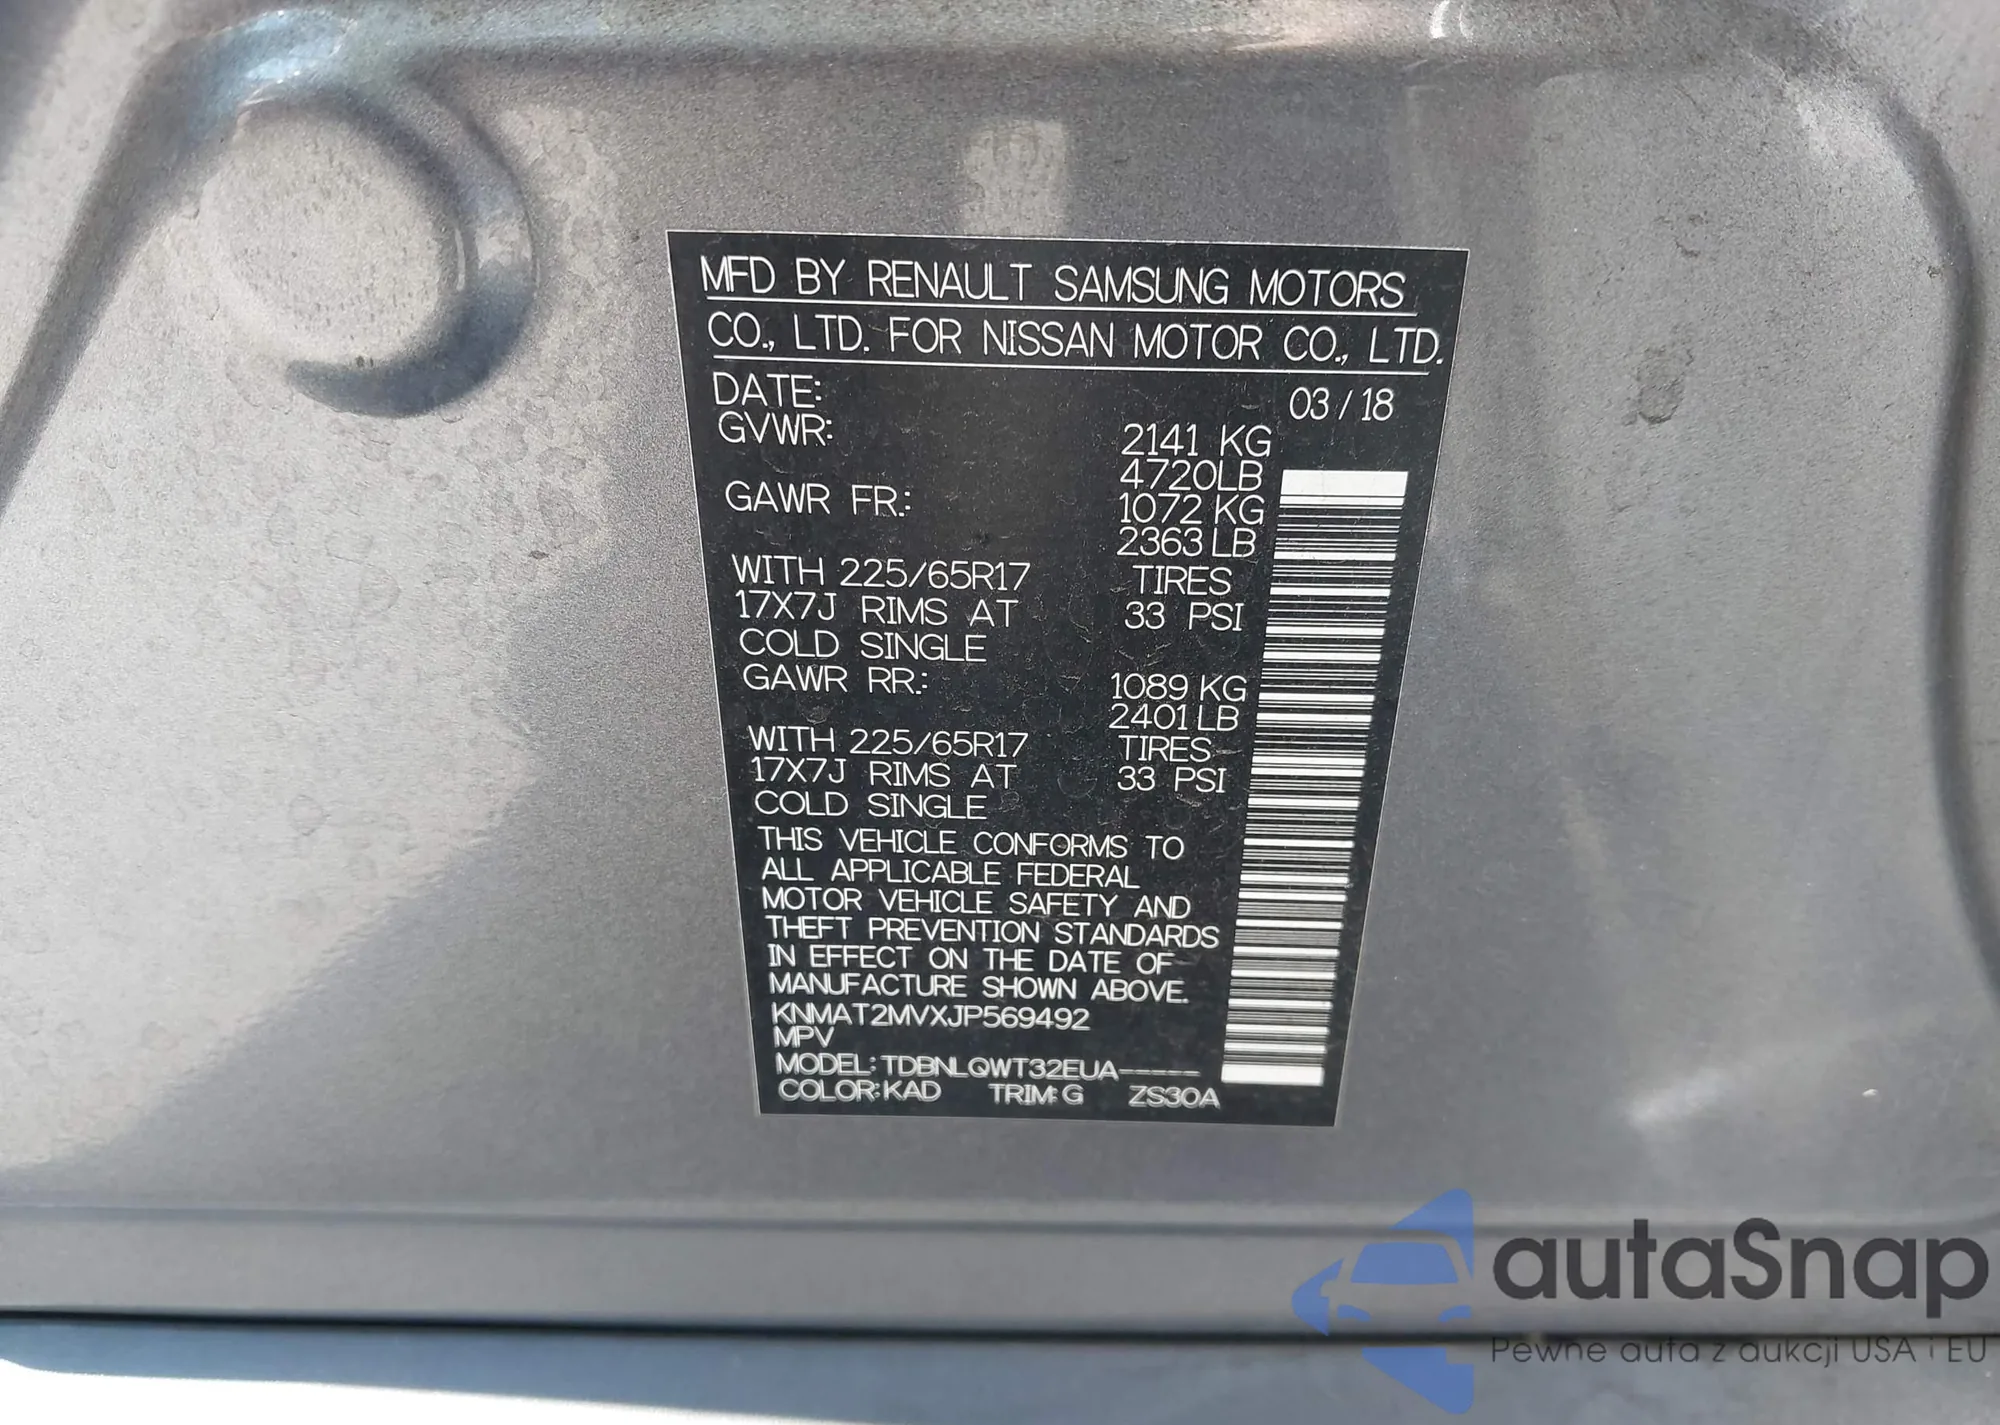 MFD BY RENAULT SAMSUNG MOTORS
CO., LTD. FOR NISSAN MOTOR CO., LTD.
DATE: 03 / 18
GVWR: 2141 KG
4720LB
GAWR FR.: 1072 KG
2363 LB
WITH 225/65R17 TIRES
17X7J RIMS AT 33 PSI
COLD SINGLE
GAWR RR.: 1089 KG
2401 LB
WITH 225/65R17 TIRES
17X7J RIMS AT 33 PSI
COLD SINGLE
THIS VEHICLE CONFORMS TO
ALL APPLICABLE FEDERAL
MOTOR VEHICLE SAFETY AND
THEFT PREVENTION STANDARDS
IN EFFECT ON THE DATE OF
MANUFACTURE SHOWN ABOVE.
KNMAT2MVXJP569492
MPV
MODEL: TDBNLQWT32EUA-----
COLOR:KAD TRIM:G ZS30A
autaSnap
Pewne auta z aukcji USA i EU